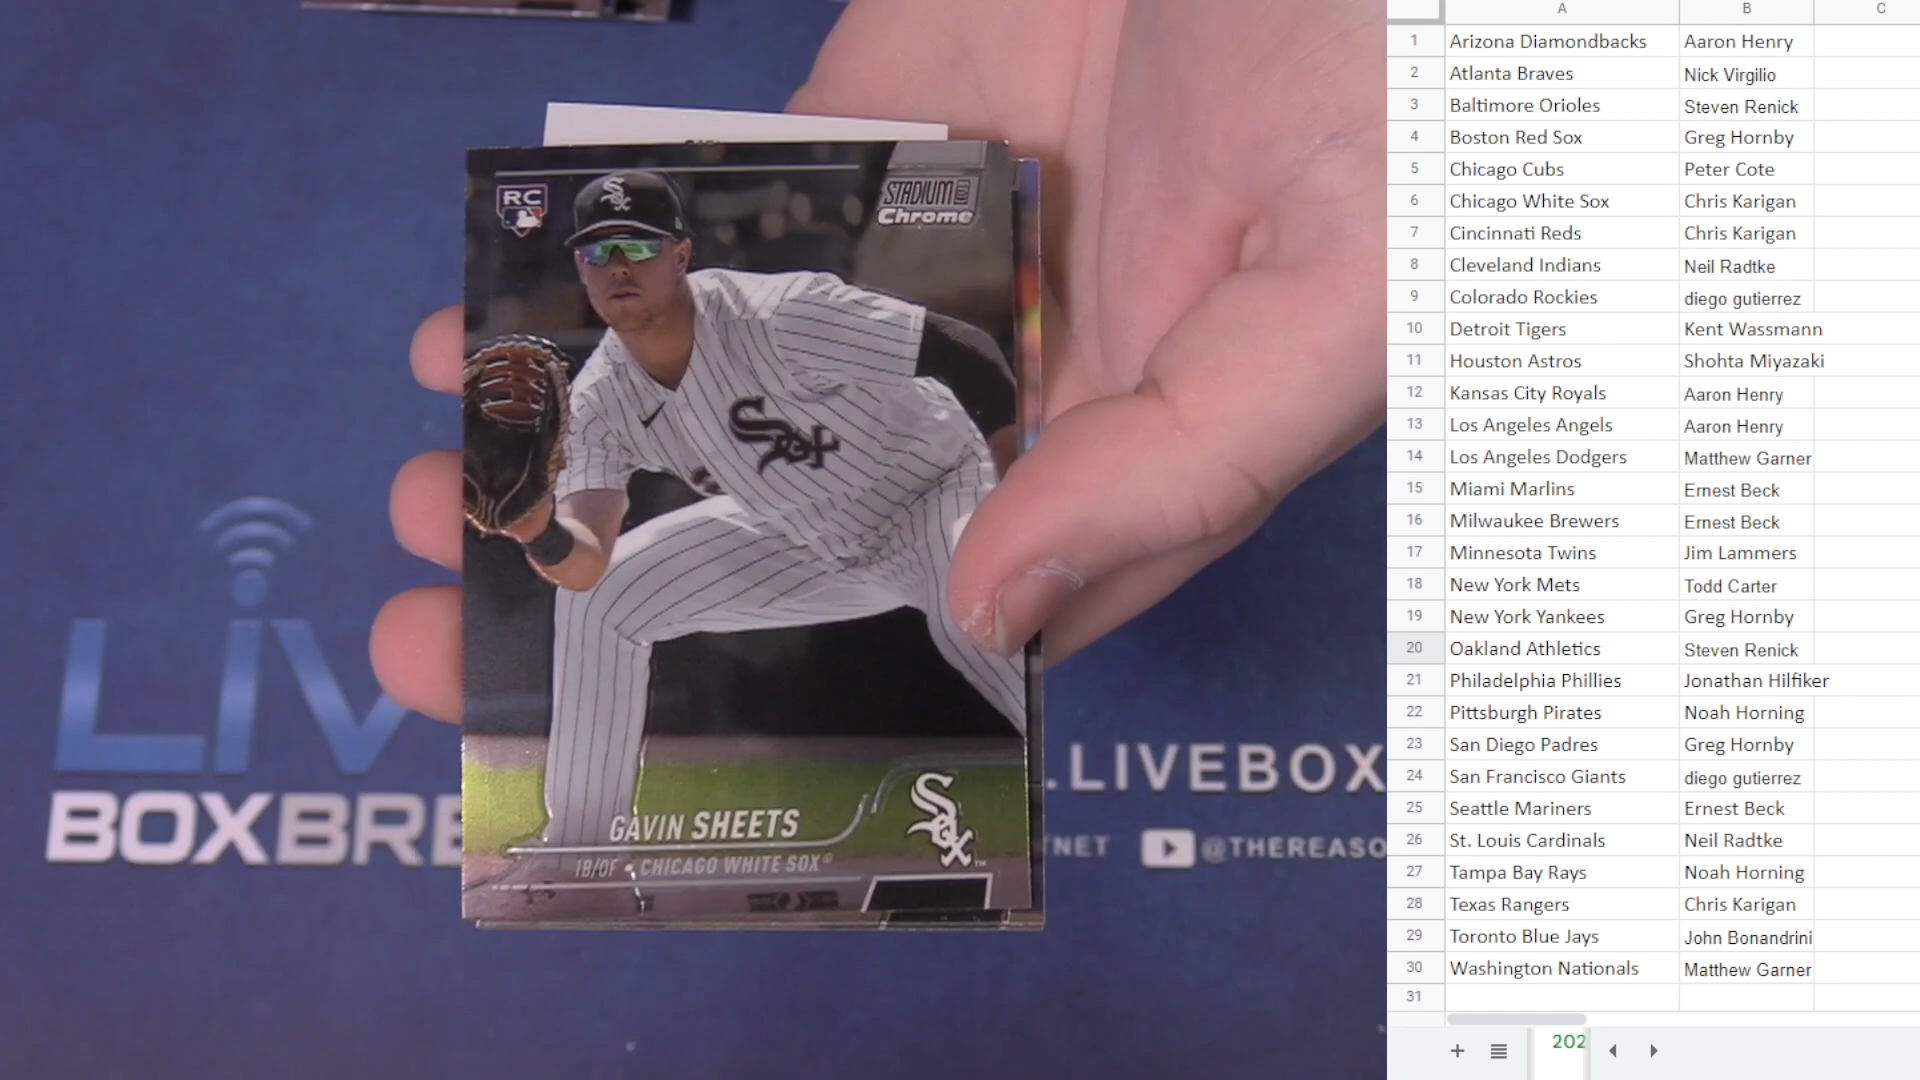 RC
STADIUM CLUB
Chrome
Sox
GAVIN SHEETS
1B/OF • CHICAGO WHITE SOX®
Sox
LIV
BOXBRE
.LIVEBOX
TNET
@THEREASO
A B C
1 Arizona Diamondbacks Aaron Henry
2 Atlanta Braves Nick Virgilio
3 Baltimore Orioles Steven Renick
4 Boston Red Sox Greg Hornby
5 Chicago Cubs Peter Cote
6 Chicago White Sox Chris Karigan
7 Cincinnati Reds Chris Karigan
8 Cleveland Indians Neil Radtke
9 Colorado Rockies diego gutierrez
10 Detroit Tigers Kent Wassmann
11 Houston Astros Shohta Miyazaki
12 Kansas City Royals Aaron Henry
13 Los Angeles Angels Aaron Henry
14 Los Angeles Dodgers Matthew Garner
15 Miami Marlins Ernest Beck
16 Milwaukee Brewers Ernest Beck
17 Minnesota Twins Jim Lammers
18 New York Mets Todd Carter
19 New York Yankees Greg Hornby
20 Oakland Athletics Steven Renick
21 Philadelphia Phillies Jonathan Hilfiker
22 Pittsburgh Pirates Noah Horning
23 San Diego Padres Greg Hornby
24 San Francisco Giants diego gutierrez
25 Seattle Mariners Ernest Beck
26 St. Louis Cardinals Neil Radtke
27 Tampa Bay Rays Noah Horning
28 Texas Rangers Chris Karigan
29 Toronto Blue Jays John Bonandrini
30 Washington Nationals Matthew Garner
31
202